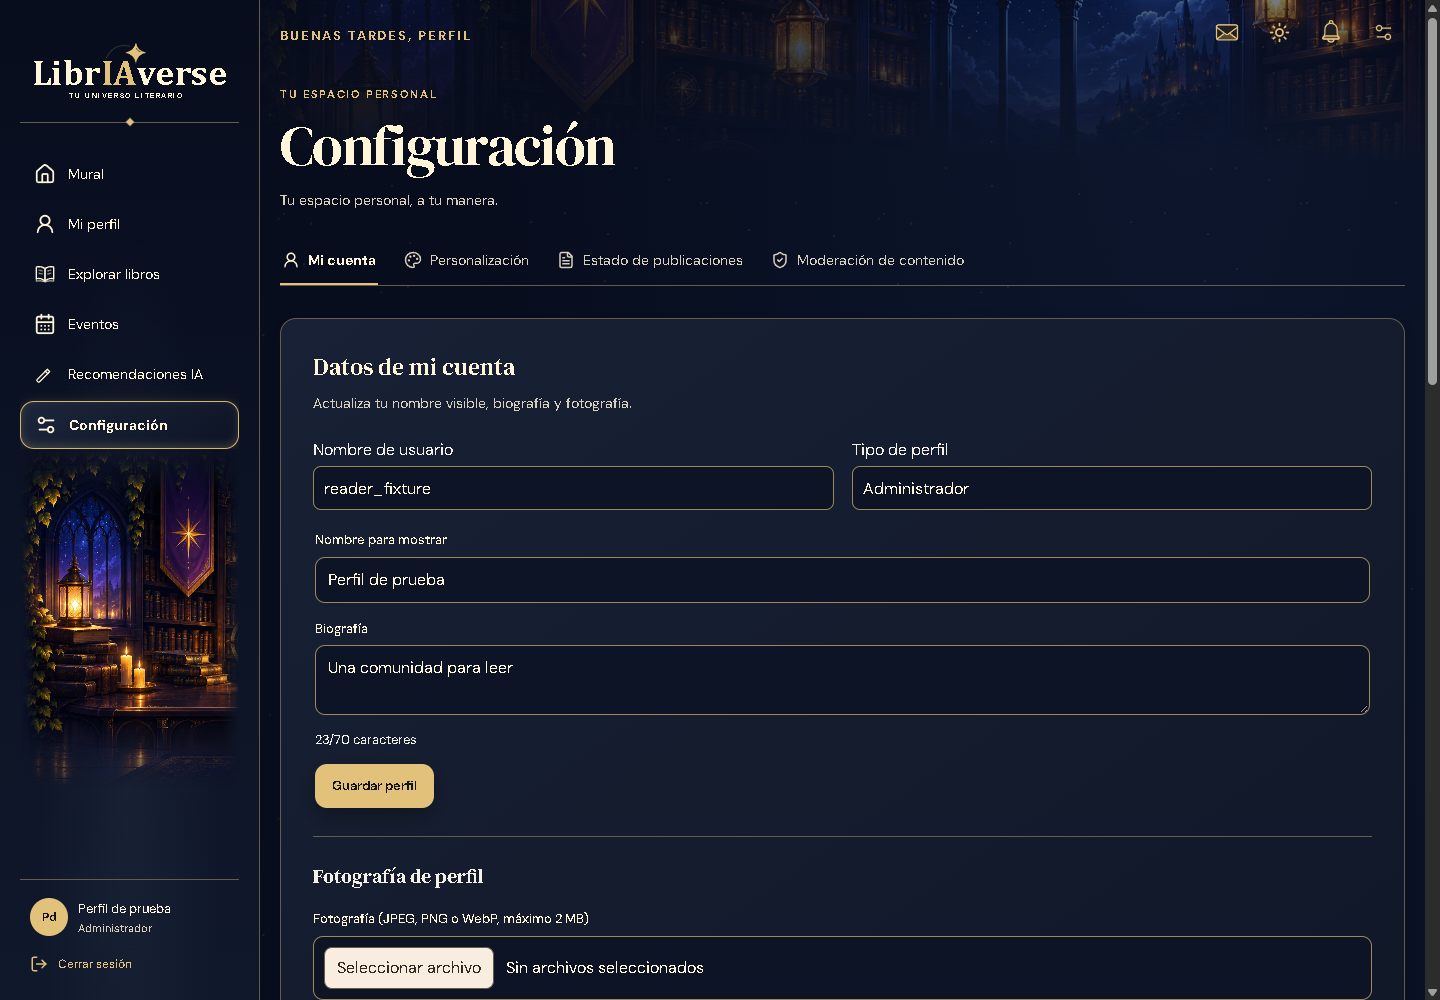 LibrIAverse
TU UNIVERSO LITERARIO
Mural
Mi perfil
Explorar libros
Eventos
Recomendaciones IA
Configuración
Pd
Perfil de prueba
Administrador
Cerrar sesión
BUENAS TARDES, PERFIL
TU ESPACIO PERSONAL
Configuración
Tu espacio personal, a tu manera.
Mi cuenta
Personalización
Estado de publicaciones
Moderación de contenido
Datos de mi cuenta
Actualiza tu nombre visible, biografía y fotografía.
Nombre de usuario
reader_fixture
Tipo de perfil
Administrador
Nombre para mostrar
Perfil de prueba
Biografía
Una comunidad para leer
23/70 caracteres
Guardar perfil
Fotografía de perfil
Fotografía (JPEG, PNG o WebP, máximo 2 MB)
Seleccionar archivo Sin archivos seleccionados